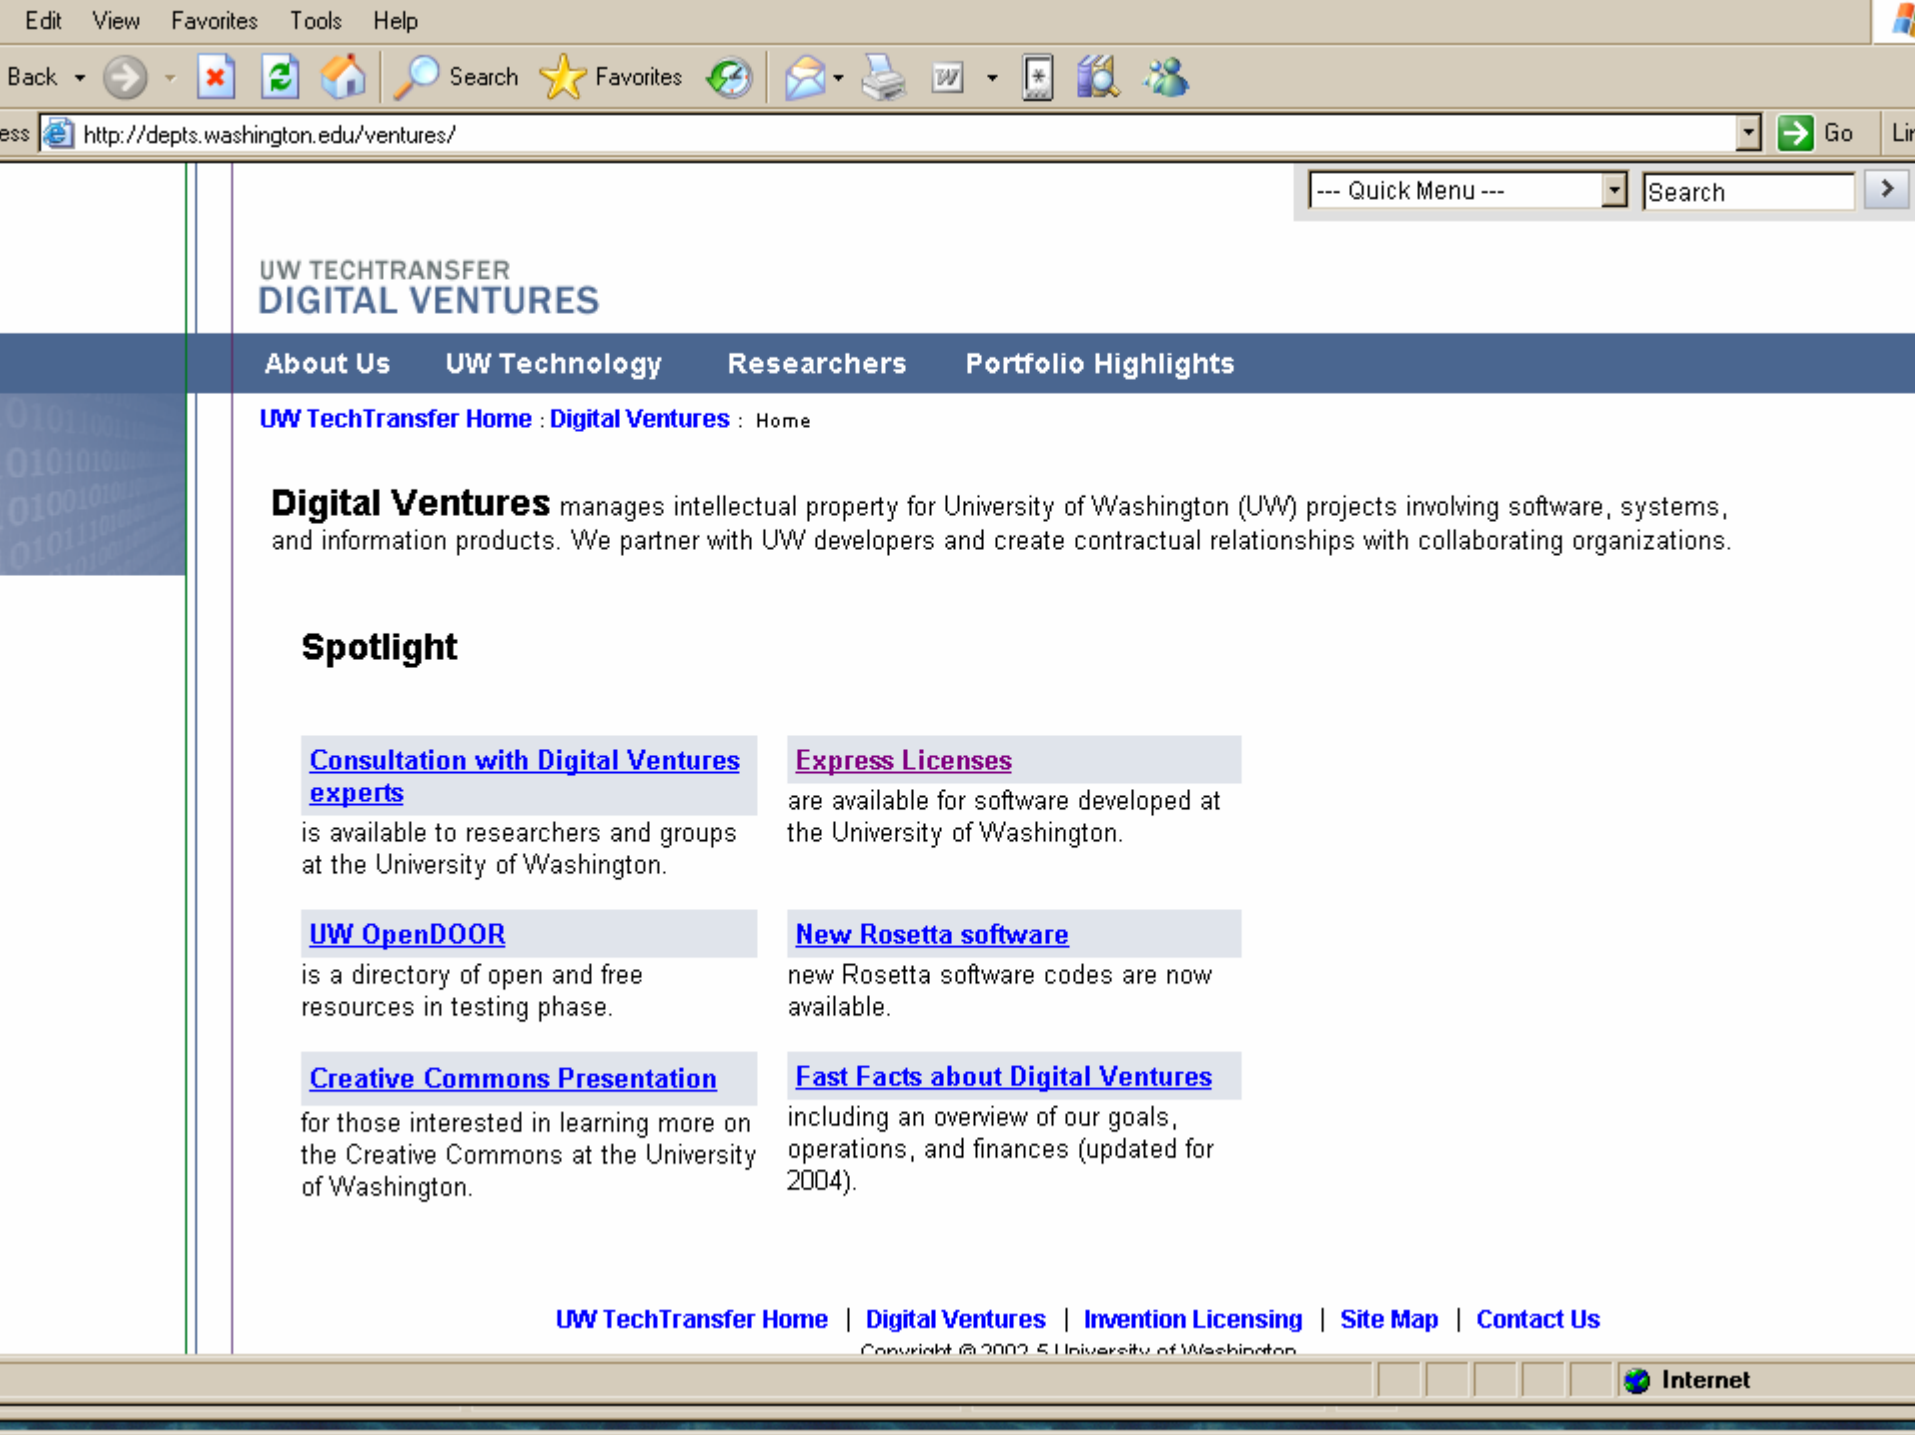 Edit View Favorites Tools Help
Back Search Favorites
ess http://depts.washington.edu/ventures/ Go
--- Quick Menu --- Search
UW TECHTRANSFER
DIGITAL VENTURES
About Us UW Technology Researchers Portfolio Highlights
UW TechTransfer Home : Digital Ventures : Home
Digital Ventures manages intellectual property for University of Washington (UW) projects involving software, systems,
and information products. We partner with UW developers and create contractual relationships with collaborating organizations.
Spotlight
Consultation with Digital Ventures
experts
is available to researchers and groups
at the University of Washington.
Express Licenses
are available for software developed at
the University of Washington.
UW OpenDOOR
is a directory of open and free
resources in testing phase.
New Rosetta software
new Rosetta software codes are now
available.
Creative Commons Presentation
for those interested in learning more on
the Creative Commons at the University
of Washington.
Fast Facts about Digital Ventures
including an overview of our goals,
operations, and finances (updated for
2004).
UW TechTransfer Home | Digital Ventures | Invention Licensing | Site Map | Contact Us
Copyright © 2002-5 University of Washington
Internet